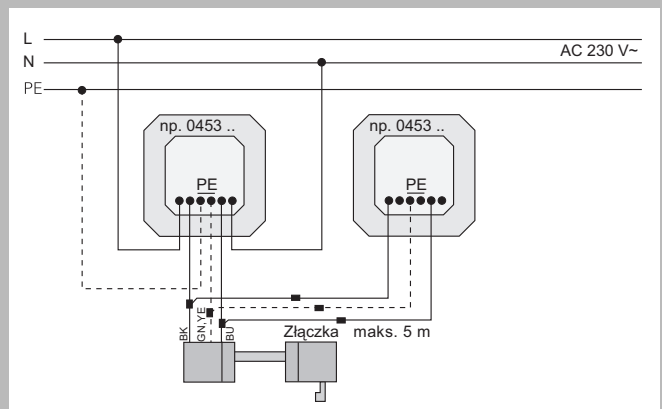 L
AC 230 V~
N
PE
np. 0453 ..
np. 0453 ..
PE
PE
BK
GN,YE
BU
Złączka maks. 5 m